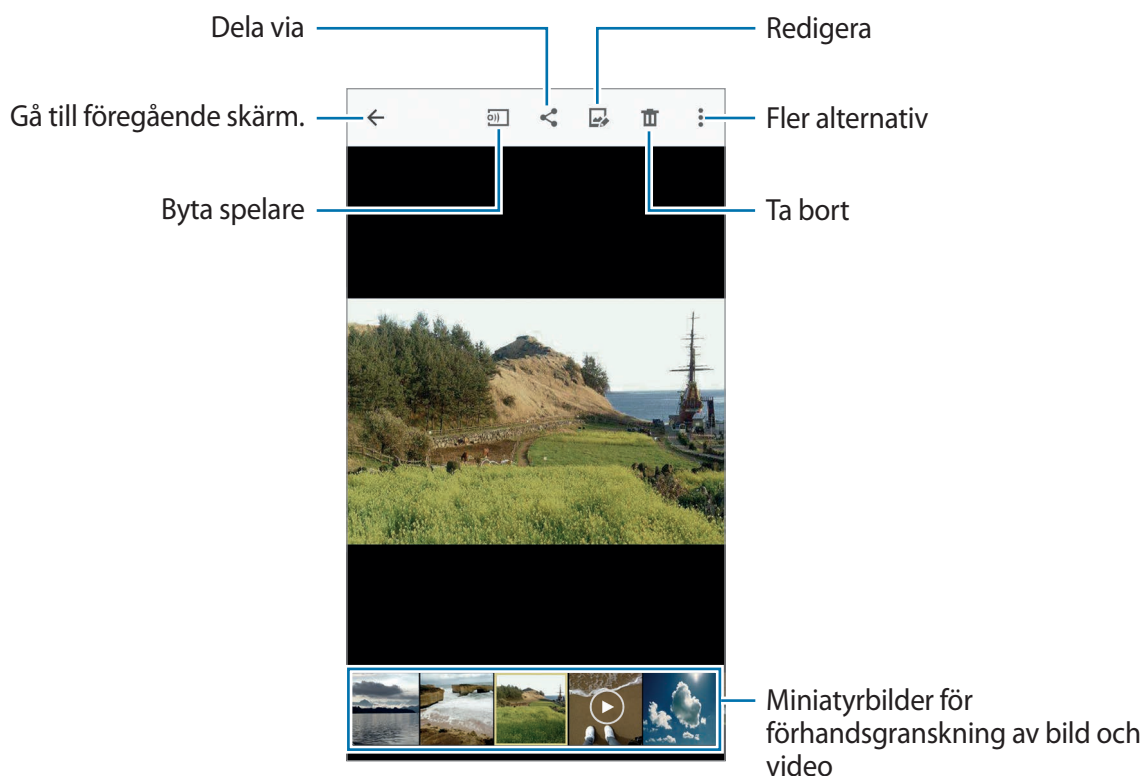 Dela via
Redigera
Gå till föregående skärm.
Fler alternativ
Byta spelare
Ta bort
Miniatyrbilder för
förhandsgranskning av bild och
video